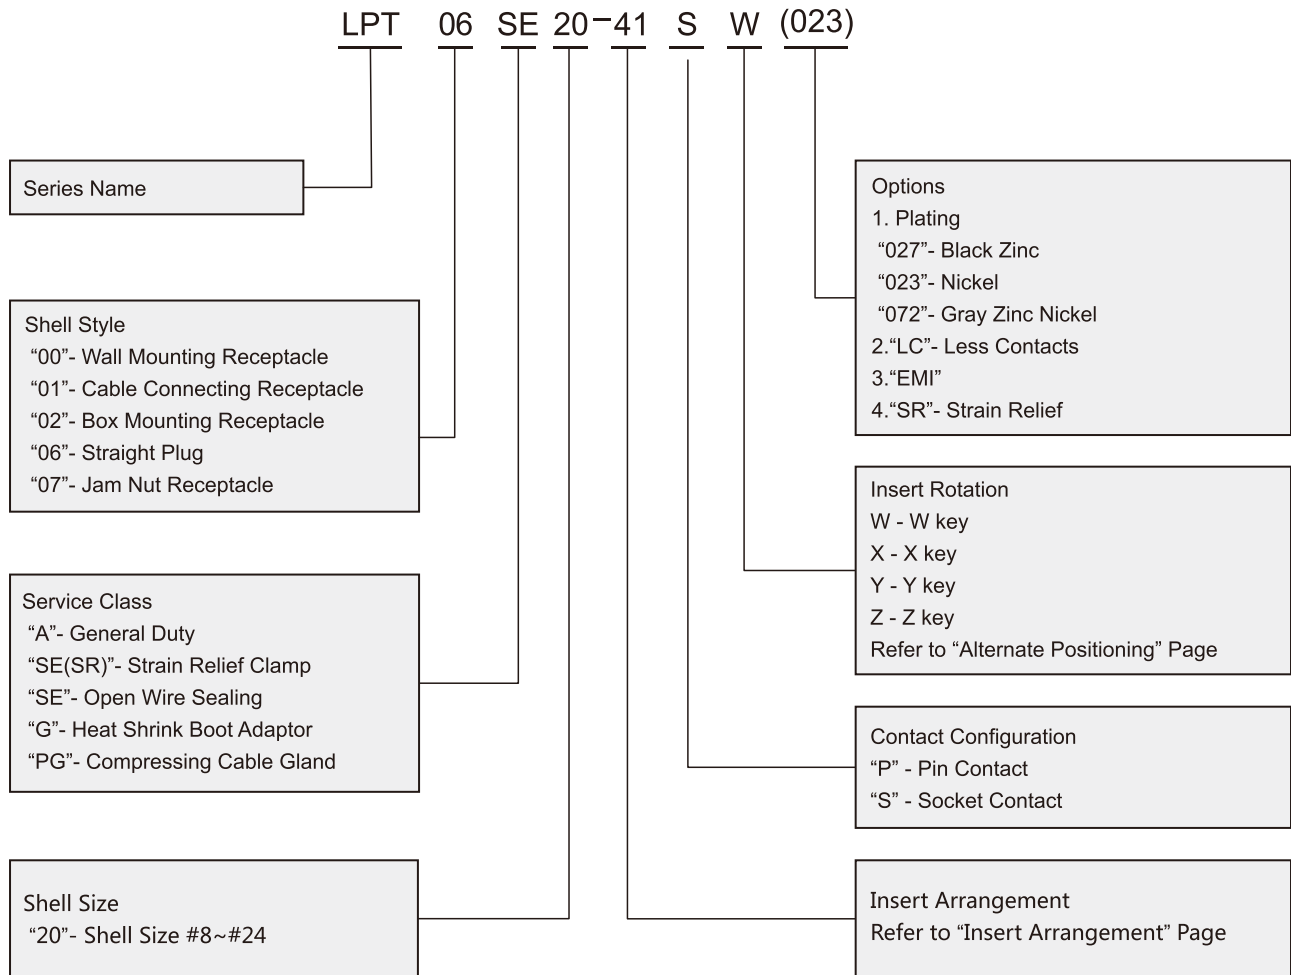 LPT 06 SE 20-41 S W (023)
Series Name
Shell Style
“00”- Wall Mounting Receptacle
“01”- Cable Connecting Receptacle
“02”- Box Mounting Receptacle
“06”- Straight Plug
“07”- Jam Nut Receptacle
Service Class
“A”- General Duty
“SE(SR)”- Strain Relief Clamp
“SE”- Open Wire Sealing
“G”- Heat Shrink Boot Adaptor
“PG”- Compressing Cable Gland
Shell Size
“20”- Shell Size #8~#24
Options
1. Plating
“027”- Black Zinc
“023”- Nickel
“072”- Gray Zinc Nickel
2.“LC”- Less Contacts
3.“EMI”
4.“SR”- Strain Relief
Insert Rotation
W - W key
X - X key
Y - Y key
Z - Z key
Refer to “Alternate Positioning” Page
Contact Configuration
“P” - Pin Contact
“S” - Socket Contact
Insert Arrangement
Refer to “Insert Arrangement” Page